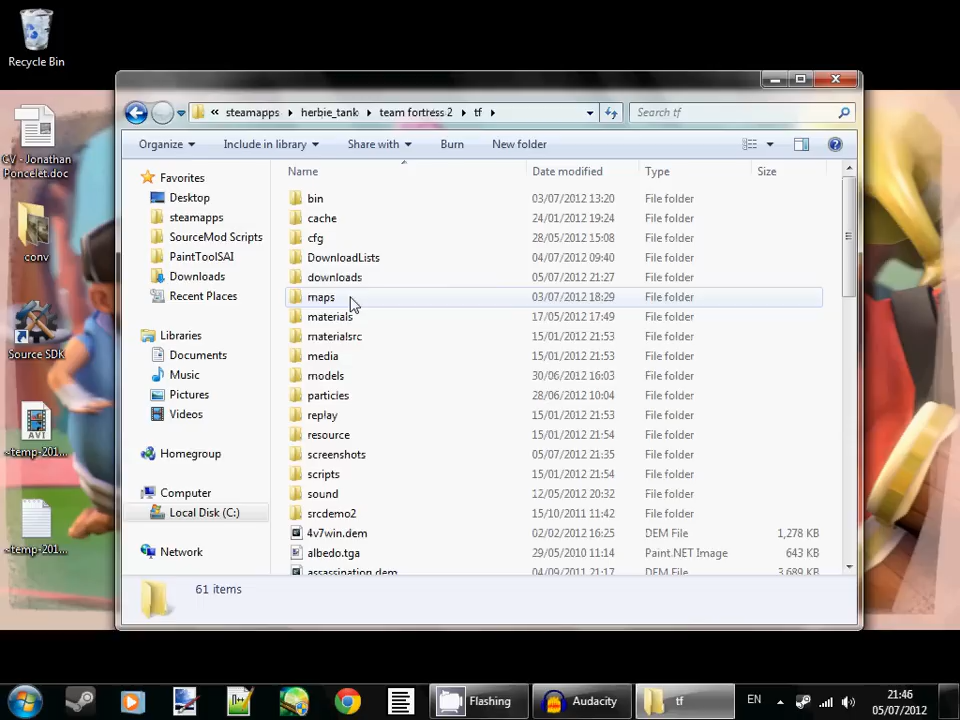 Recycle Bin
CV - Jonathan
Poncelet.doc
conv
Source SDK
AVI
~temp-201...
~temp-201...
« steamapps herbie_tank team fortress 2 tf
Search tf
Organize Include in library Share with Burn New folder
Name Date modified Type Size
Favorites
Desktop
steamapps
SourceMod Scripts
PaintToolSAI
Downloads
Recent Places
Libraries
Documents
Music
Pictures
Videos
Homegroup
Computer
Local Disk (C:)
Network
bin 03/07/2012 13:20 File folder
cache 24/01/2012 19:24 File folder
cfg 28/05/2012 15:08 File folder
DownloadLists 04/07/2012 09:40 File folder
downloads 05/07/2012 21:27 File folder
maps 03/07/2012 18:29 File folder
materials 17/05/2012 17:49 File folder
materialsrc 15/01/2012 21:53 File folder
media 15/01/2012 21:53 File folder
models 30/06/2012 16:03 File folder
particles 28/06/2012 10:04 File folder
replay 15/01/2012 21:53 File folder
resource 15/01/2012 21:54 File folder
screenshots 05/07/2012 21:35 File folder
scripts 15/01/2012 21:54 File folder
sound 12/05/2012 20:32 File folder
srcdemo2 15/10/2011 11:42 File folder
4v7win.dem 02/02/2012 16:25 DEM File 1,278 KB
albedo.tga 29/05/2010 11:14 Paint.NET Image 643 KB
assassination.dem 04/09/2011 21:17 DEM File 3,689 KB
61 items
Flashing
Audacity
tf
EN
21:46
05/07/2012